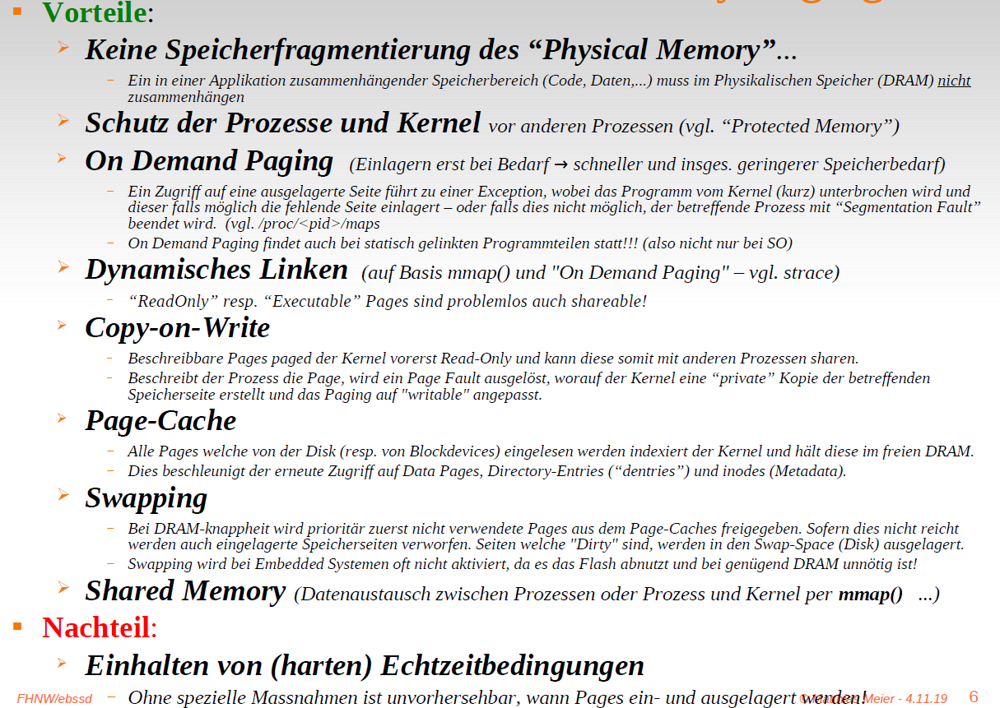 Vorteile:
Keine Speicherfragmentierung des “Physical Memory”...
– Ein in einer Applikation zusammenhängender Speicherbereich (Code, Daten,...) muss im Physikalischen Speicher (DRAM) nicht
zusammenhängen
Schutz der Prozesse und Kernel vor anderen Prozessen (vgl. “Protected Memory”)
On Demand Paging (Einlagern erst bei Bedarf → schneller und insges. geringerer Speicherbedarf)
– Ein Zugriff auf eine ausgelagerte Seite führt zu einer Exception, wobei das Programm vom Kernel (kurz) unterbrochen wird und
dieser falls möglich die fehlende Seite einlagert – oder falls dies nicht möglich, der betreffende Prozess mit “Segmentation Fault”
beendet wird. (vgl. /proc/<pid>/maps
– On Demand Paging findet auch bei statisch gelinkten Programmteilen statt!!! (also nicht nur bei SO)
Dynamisches Linken (auf Basis mmap() und "On Demand Paging" – vgl. strace)
– “ReadOnly” resp. “Executable” Pages sind problemlos auch shareable!
Copy-on-Write
– Beschreibbare Pages paged der Kernel vorerst Read-Only und kann diese somit mit anderen Prozessen sharen.
– Beschreibt der Prozess die Page, wird ein Page Fault ausgelöst, worauf der Kernel eine “private” Kopie der betreffenden
Speicherseite erstellt und das Paging auf "writable" angepasst.
Page-Cache
– Alle Pages welche von der Disk (resp. von Blockdevices) eingelesen werden indexiert der Kernel und hält diese im freien DRAM.
– Dies beschleunigt der erneute Zugriff auf Data Pages, Directory-Entries (“dentries”) und inodes (Metadata).
Swapping
– Bei DRAM-knappheit wird prioritär zuerst nicht verwendete Pages aus dem Page-Caches freigegeben. Sofern dies nicht reicht
werden auch eingelagerte Speicherseiten verworfen. Seiten welche "Dirty" sind, werden in den Swap-Space (Disk) ausgelagert.
– Swapping wird bei Embedded Systemen oft nicht aktiviert, da es das Flash abnutzt und bei genügend DRAM unnötig ist!
Shared Memory (Datenaustausch zwischen Prozessen oder Prozess und Kernel per mmap() ...)
Nachteil:
Einhalten von (harten) Echtzeitbedingungen
– Ohne spezielle Massnahmen ist unvorhersehbar, wann Pages ein- und ausgelagert werden!
FHNW/ebssd
Meier - 4.11.19
6